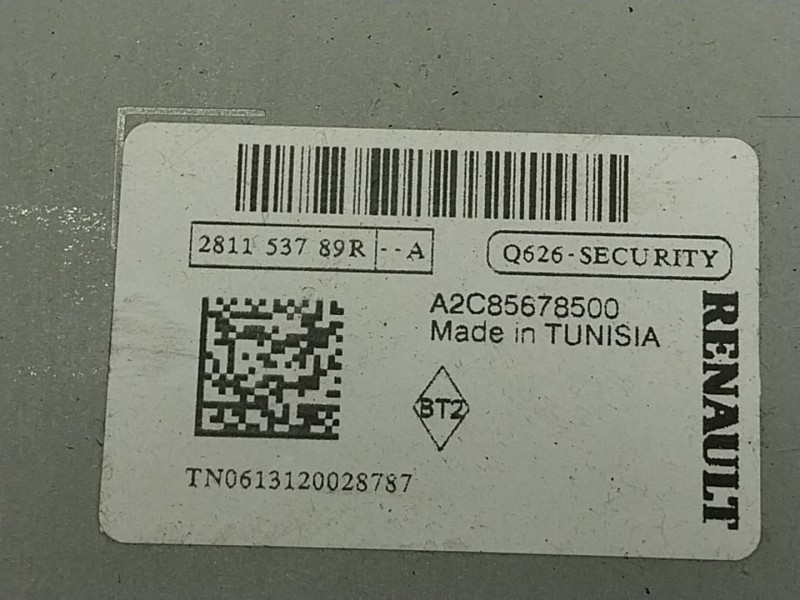 2811 537 89R --A
Q626-SECURITY
A2C85678500
Made in TUNISIA
BT2
RENAULT
TN0613120028787